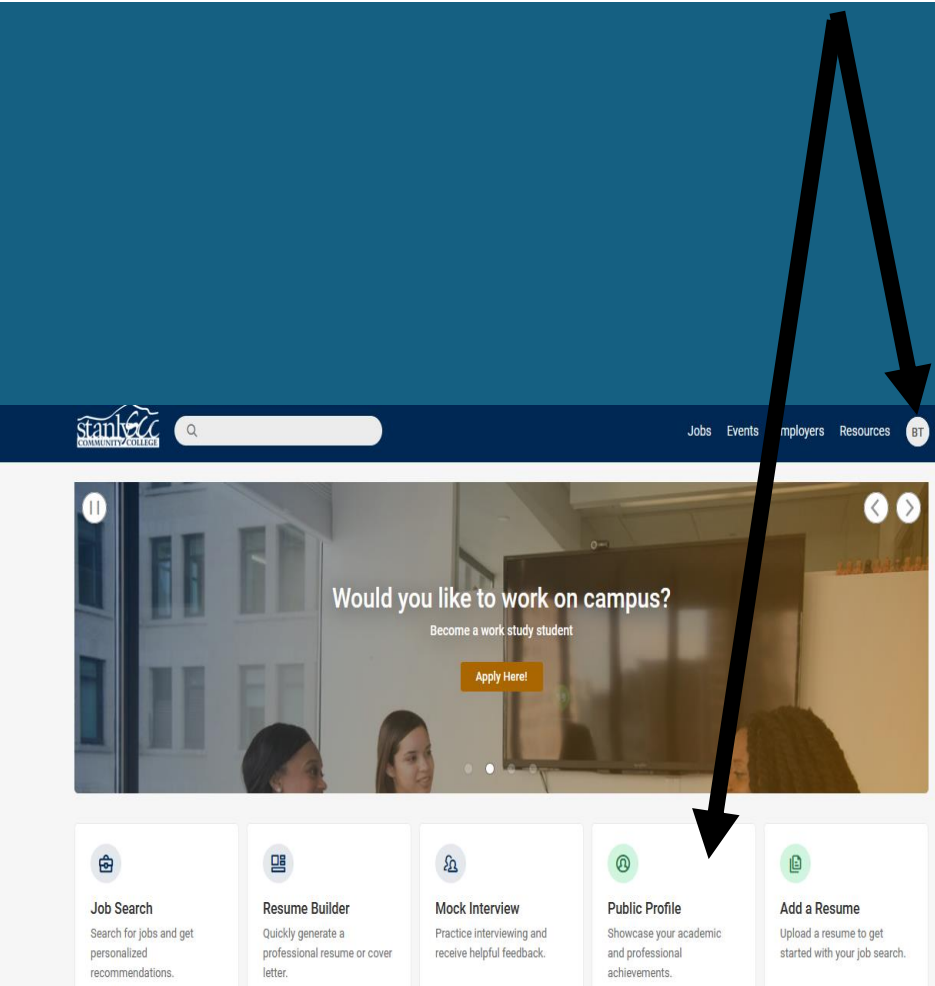 stanly CC
COMMUNITY COLLEGE
Jobs Events mployers Resources BT
Would you like to work on campus?
Become a work study student
Apply Here!
Job Search
Search for jobs and get
personalized
recommendations.
Resume Builder
Quickly generate a
professional resume or cover
letter.
Mock Interview
Practice interviewing and
receive helpful feedback.
Public Profile
Showcase your academic
and professional
achievements.
Add a Resume
Upload a resume to get
started with your job search.